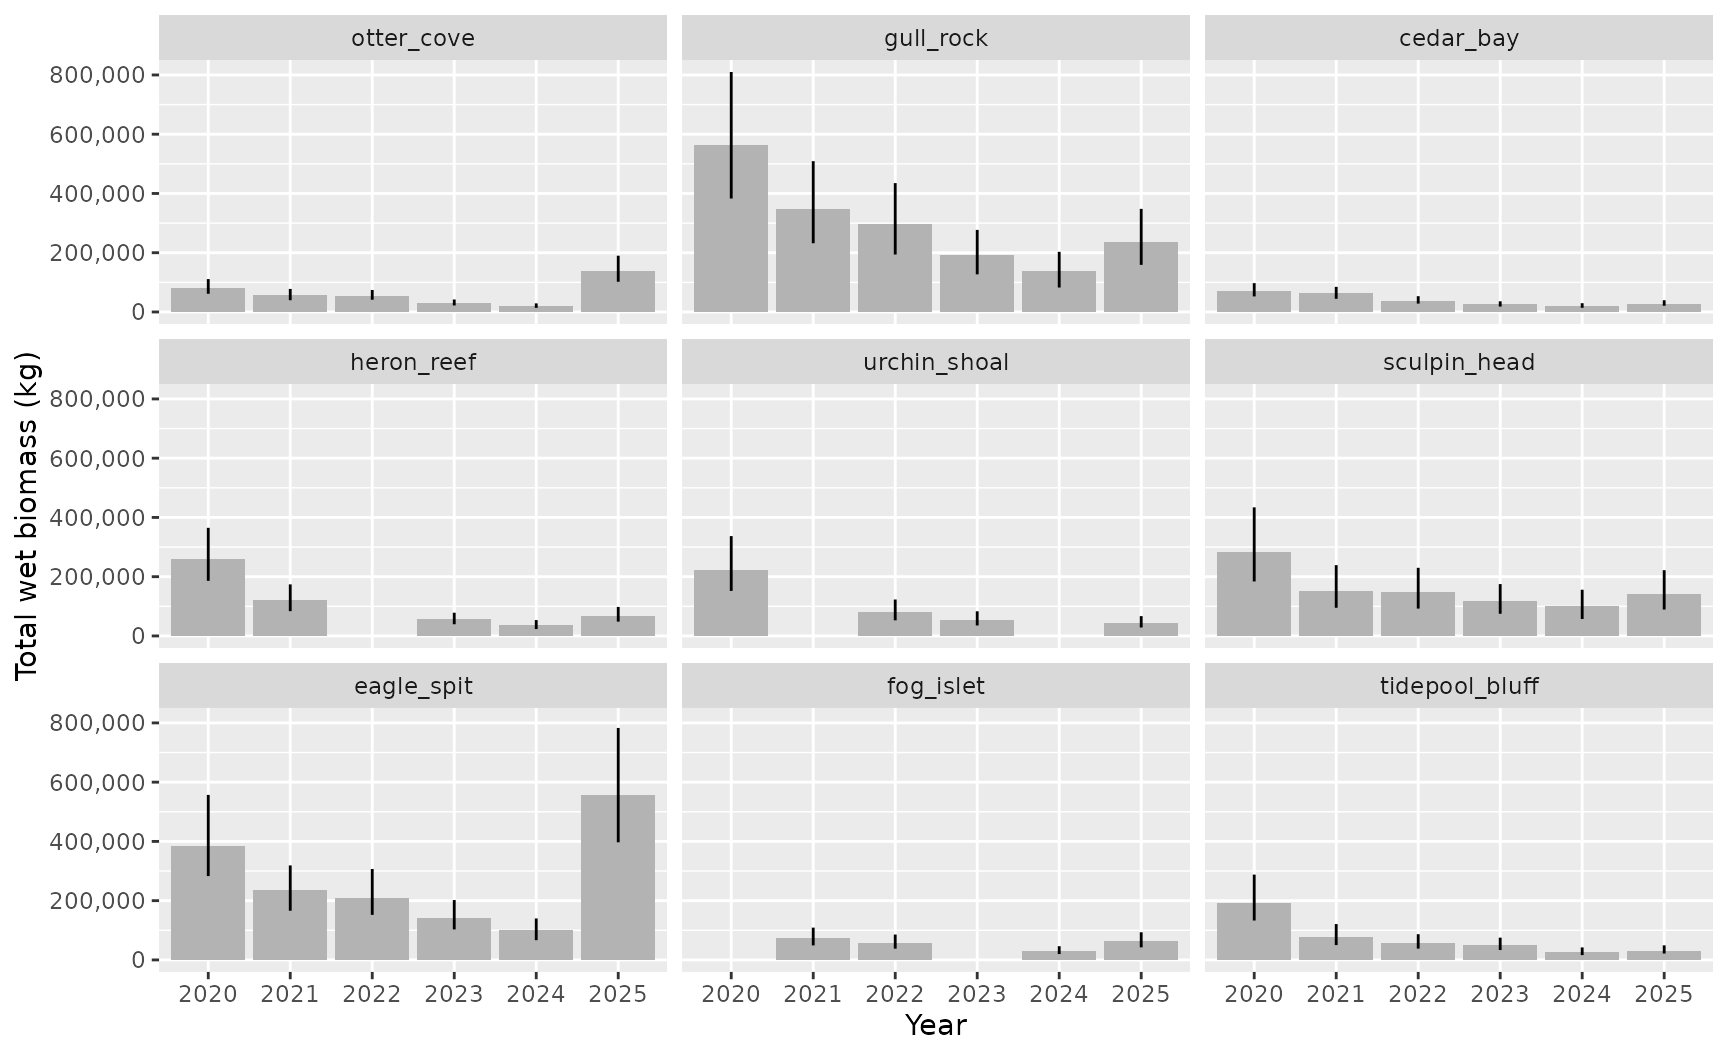 otter_cove gull_rock cedar_bay
800,000
600,000
400,000
200,000
0
heron_reef urchin_shoal sculpin_head
800,000
600,000
400,000
200,000
0
eagle_spit fog_islet tidepool_bluff
800,000
600,000
400,000
200,000
0
2020 2021 2022 2023 2024 2025 2020 2021 2022 2023 2024 2025 2020 2021 2022 2023 2024 2025
Year
Total wet biomass (kg)